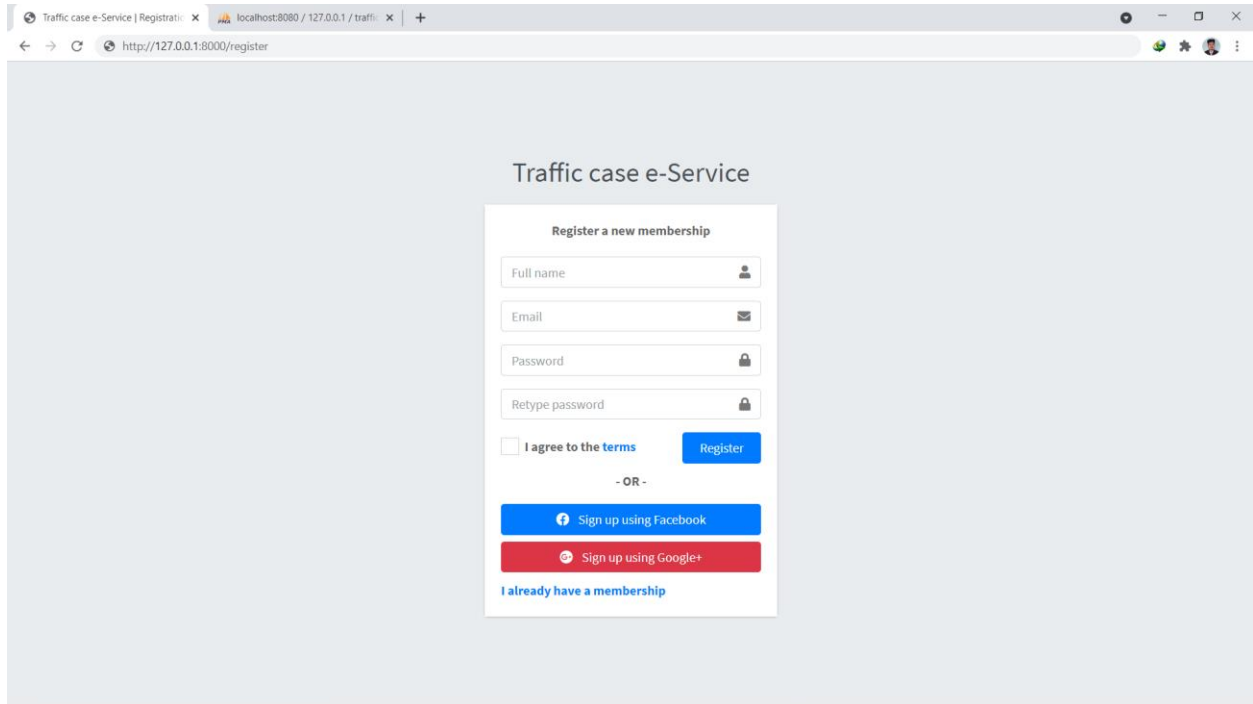 Traffic case e-Service | Registratio
localhost:8080 / 127.0.0.1 / traffi
http://127.0.0.1:8000/register
Traffic case e-Service
Register a new membership
Full name
Email
Password
Retype password
I agree to the terms
Register
- OR -
Sign up using Facebook
Sign up using Google+
I already have a membership